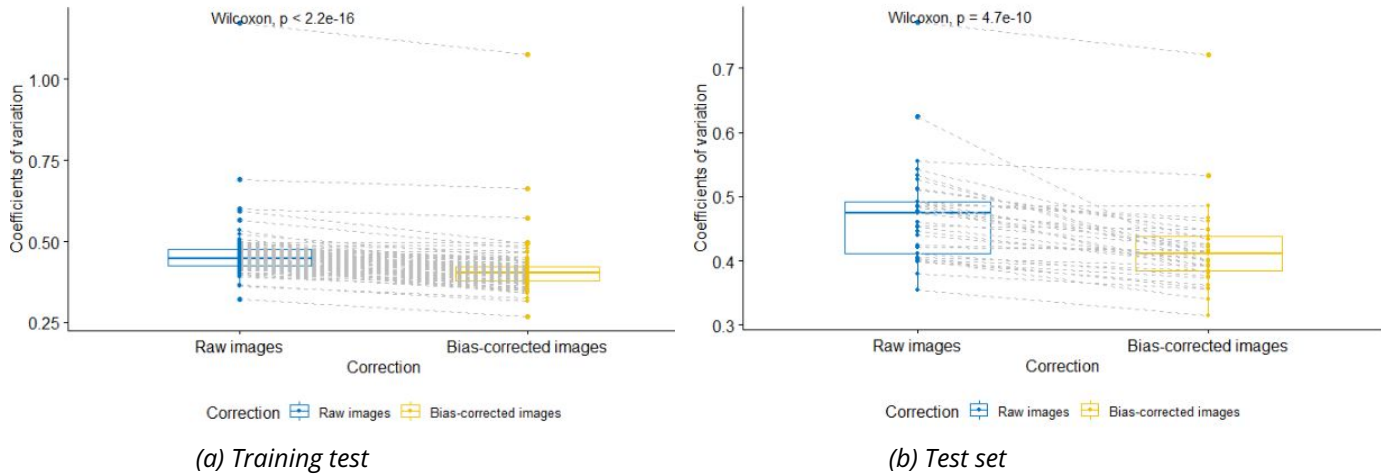 Wilcoxon, p < 2.2e-16
Coefficients of variation
1.00
0.75
0.50
0.25
Raw images
Bias-corrected images
Correction
Correction Raw images Bias-corrected images
(a) Training test
Wilcoxon, p = 4.7e-10
Coefficients of variation
0.7
0.6
0.5
0.4
0.3
Raw images
Bias-corrected images
Correction
Correction Raw images Bias-corrected images
(b) Test set